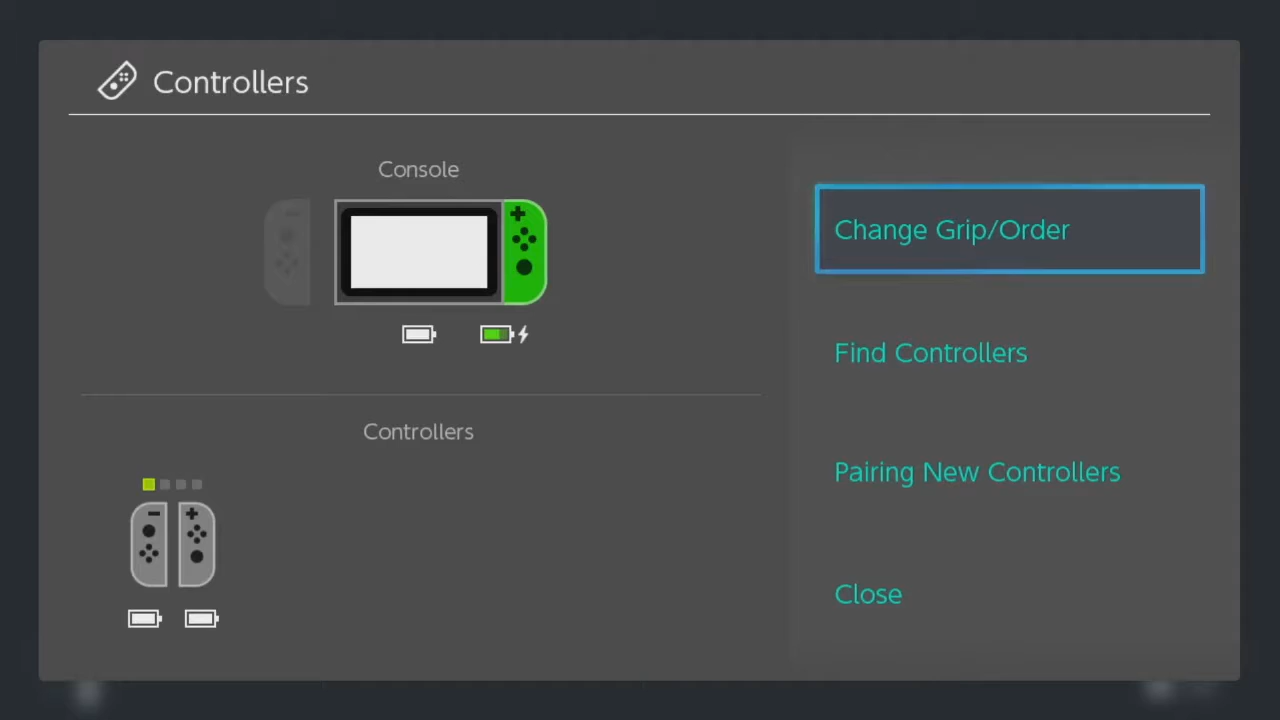 Controllers
Console
Controllers
Change Grip/Order
Find Controllers
Pairing New Controllers
Close